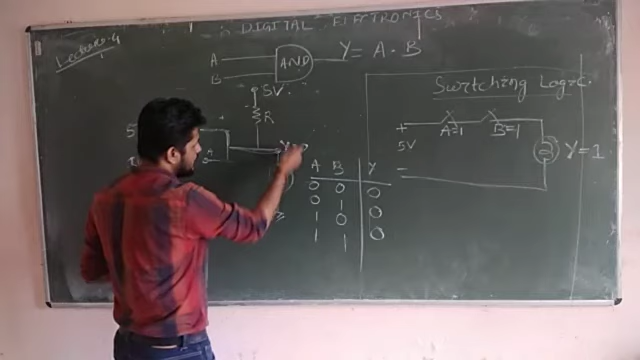 DIGITAL ELECTRONICS
Lecture-4
A
B
AND
Y = A . B
5V
R
5
A
Y=
A B Y
0 0 0
0 1 0
1 0 0
1 1
Switching Logic.
+
5V
-
A=1
B=1
Y=1